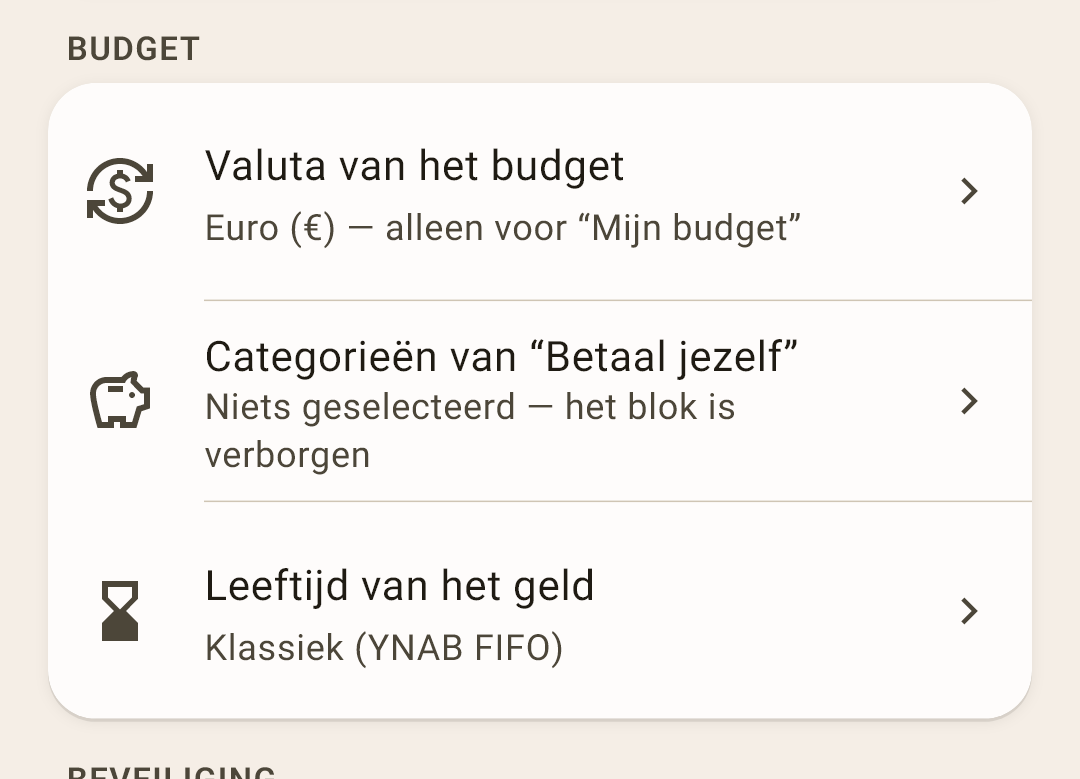 BUDGET
Valuta van het budget
Euro (€) — alleen voor “Mijn budget”
Categorieën van “Betaal jezelf”
Niets geselecteerd — het blok is
verborgen
Leeftijd van het geld
Klassiek (YNAB FIFO)
BEVEILIGING